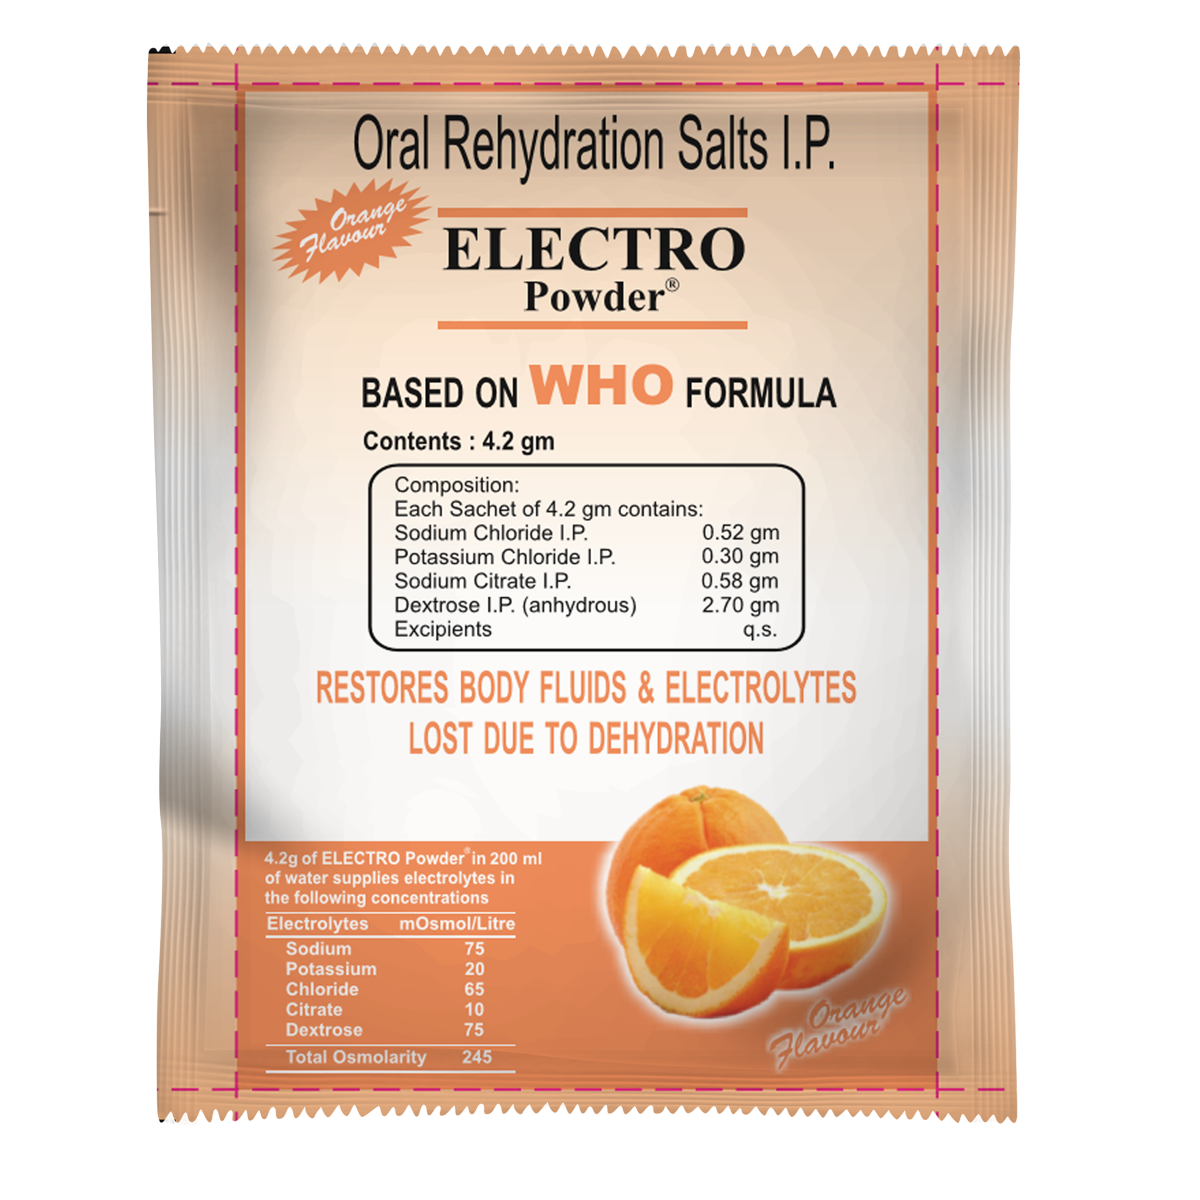 Oral Rehydration Salts I.P.
Orange
Flavour
ELECTRO
Powder®
BASED ON WHO FORMULA
Contents : 4.2 gm
Composition:
Each Sachet of 4.2 gm contains:
Sodium Chloride I.P. 0.52 gm
Potassium Chloride I.P. 0.30 gm
Sodium Citrate I.P. 0.58 gm
Dextrose I.P. (anhydrous) 2.70 gm
Excipients q.s.
RESTORES BODY FLUIDS & ELECTROLYTES
LOST DUE TO DEHYDRATION
4.2g of ELECTRO Powder® in 200 ml
of water supplies electrolytes in
the following concentrations
Electrolytes mOsmol/Litre
Sodium 75
Potassium 20
Chloride 65
Citrate 10
Dextrose 75
Total Osmolarity 245
Orange
Flavour